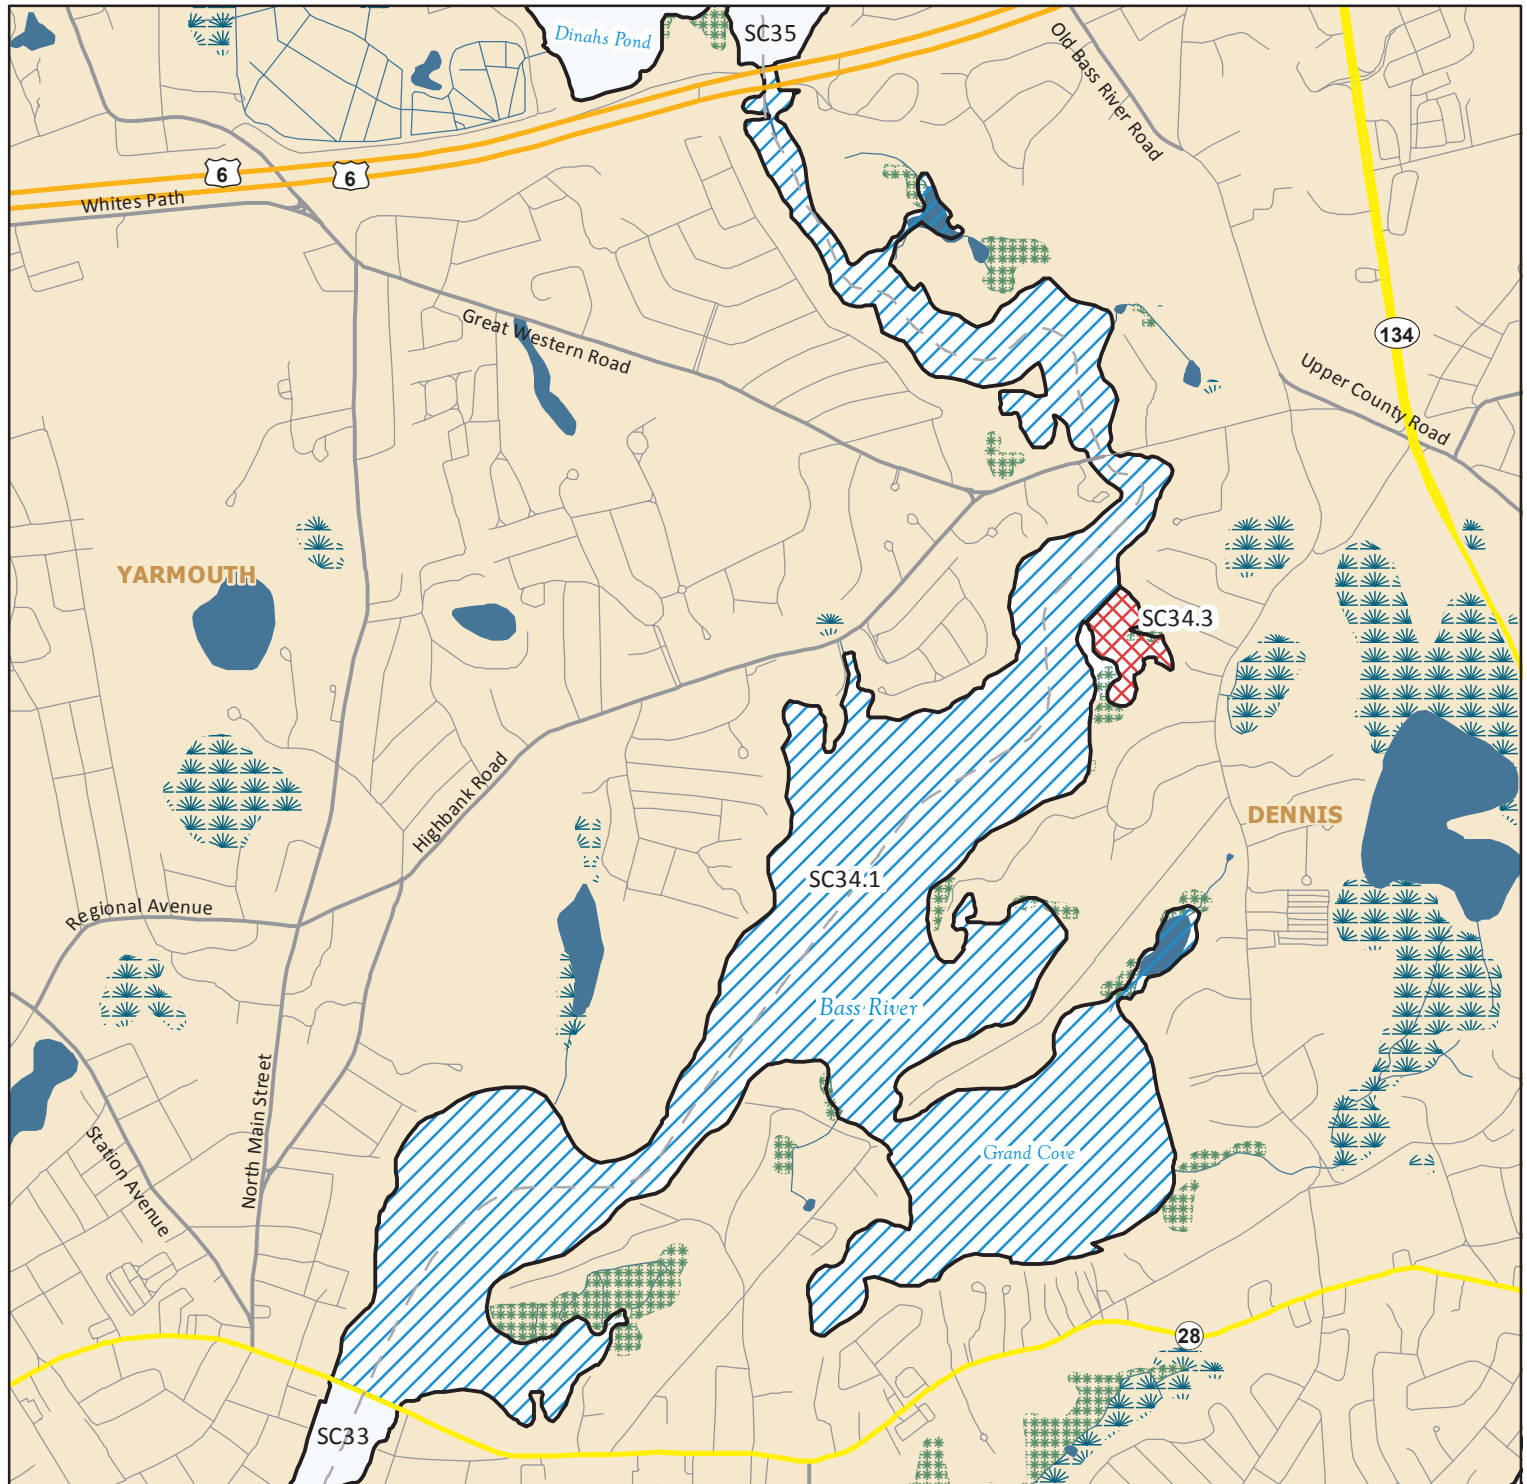 Dinahs Pond
SC35
Old Bass River Road
6
6
Whites Path
134
Great Western Road
Upper County Road
YARMOUTH
SC34.3
Highbank Road
DENNIS
SC34.1
Regional Avenue
Bass River
North Main Street
Station Avenue
Grand Cove
28
SC33